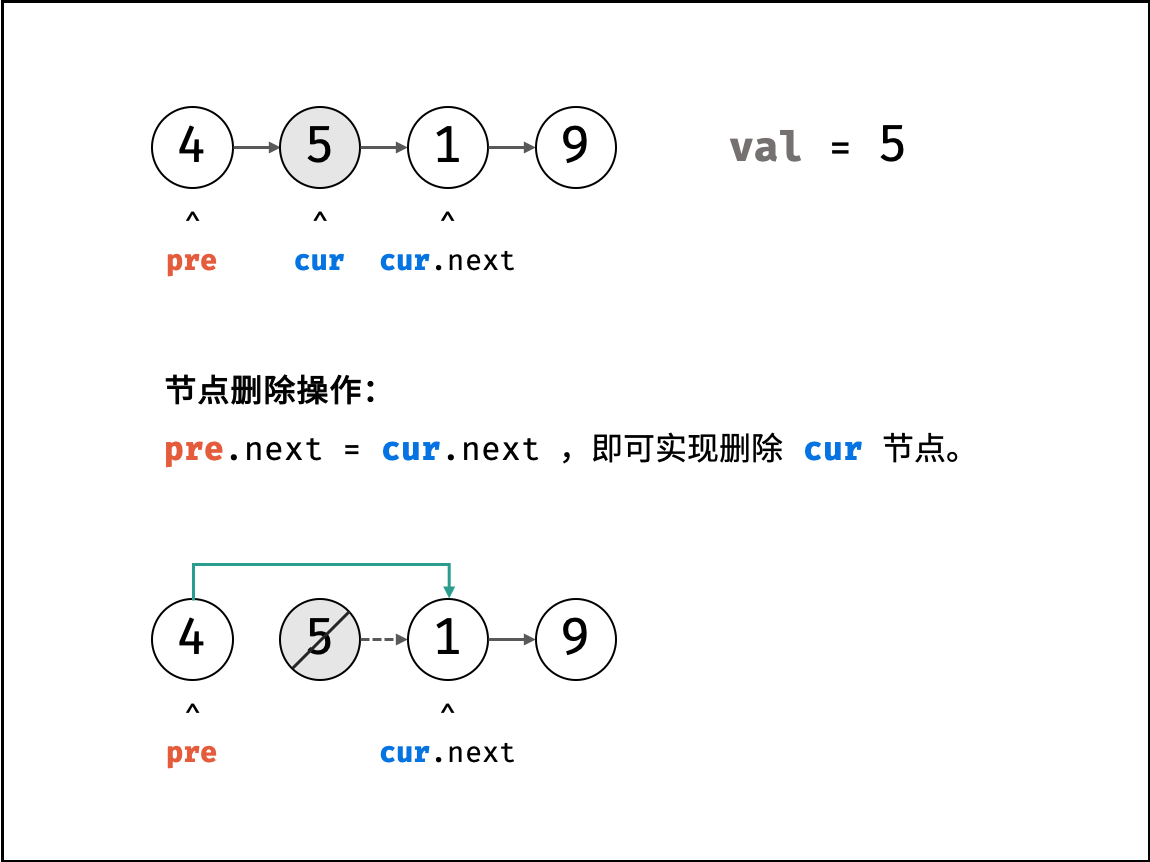 4 5 1 9 val = 5
^ ^ ^
pre cur cur.next
节点删除操作：
pre.next = cur.next ，即可实现删除 cur 节点。
4 5 1 9
^ ^
pre cur.next